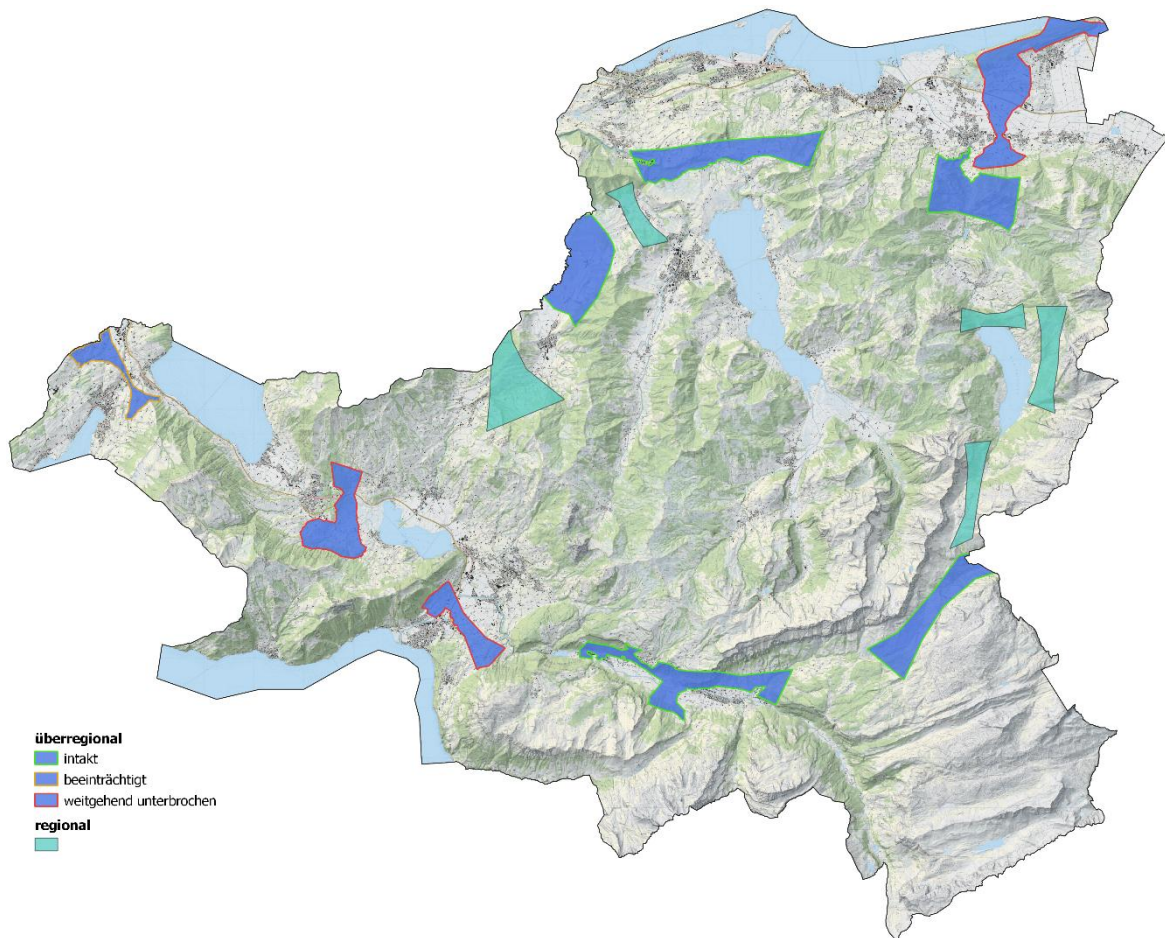 überregional
intakt
beeinträchtigt
weitgehend unterbrochen
regional